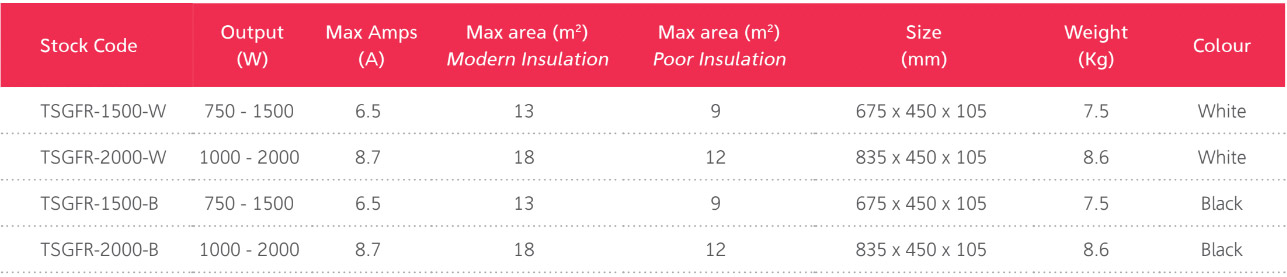 Stock Code Output (W) Max Amps (A) Max area (m²) Modern Insulation Max area (m²) Poor Insulation Size (mm) Weight (Kg) Colour
TSGFR-1500-W 750 - 1500 6.5 13 9 675 x 450 x 105 7.5 White
TSGFR-2000-W 1000 - 2000 8.7 18 12 835 x 450 x 105 8.6 White
TSGFR-1500-B 750 - 1500 6.5 13 9 675 x 450 x 105 7.5 Black
TSGFR-2000-B 1000 - 2000 8.7 18 12 835 x 450 x 105 8.6 Black